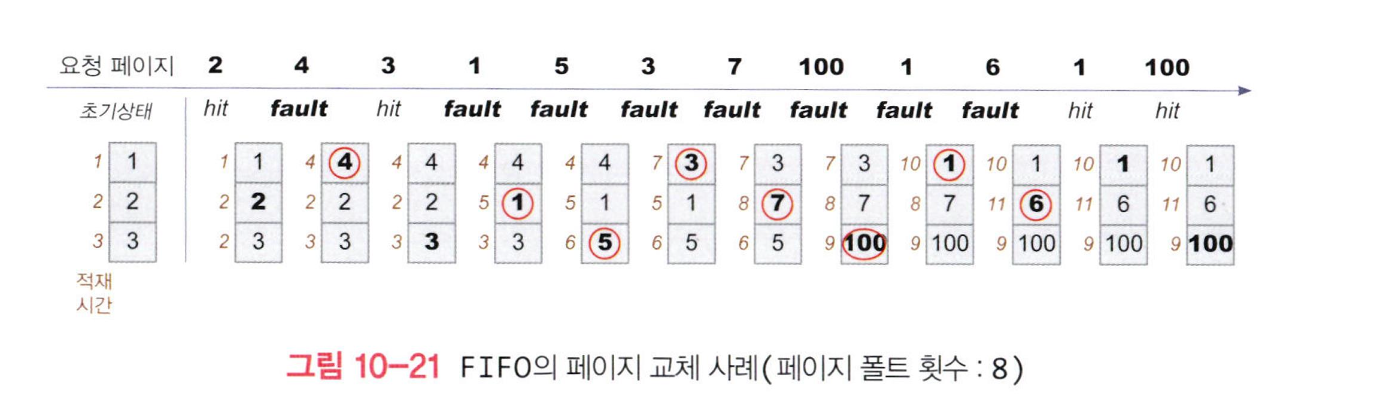 요청 페이지 2 4 3 1 5 3 7 100 1 6 1 100
초기상태 hit fault hit fault fault fault fault fault fault fault hit hit
1 1 1 1 4 4 4 4 4 4 4 4 7 3 7 3 7 3 10 1 10 1 10 1 10 1
2 2 2 2 2 2 2 2 5 1 5 1 5 1 8 7 8 7 8 7 11 6 11 6 11 6
3 3 2 3 3 3 3 3 3 3 6 5 6 5 6 5 9 100 9 100 9 100 9 100 9 100
적재
시간
그림 10-21 FIFO의 페이지 교체 사례(페이지 폴트 횟수 : 8)